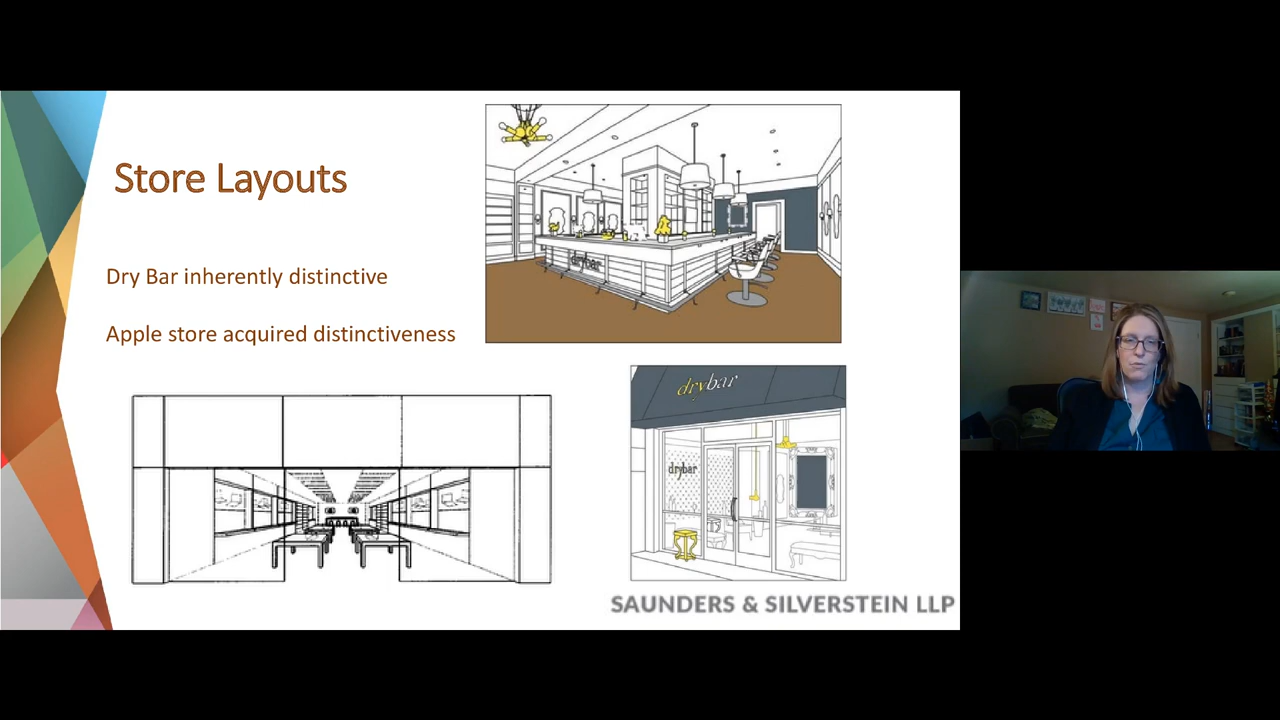 Store Layouts
Dry Bar inherently distinctive
Apple store acquired distinctiveness
drybar
drybar
drybar
SAUNDERS & SILVERSTEIN LLP